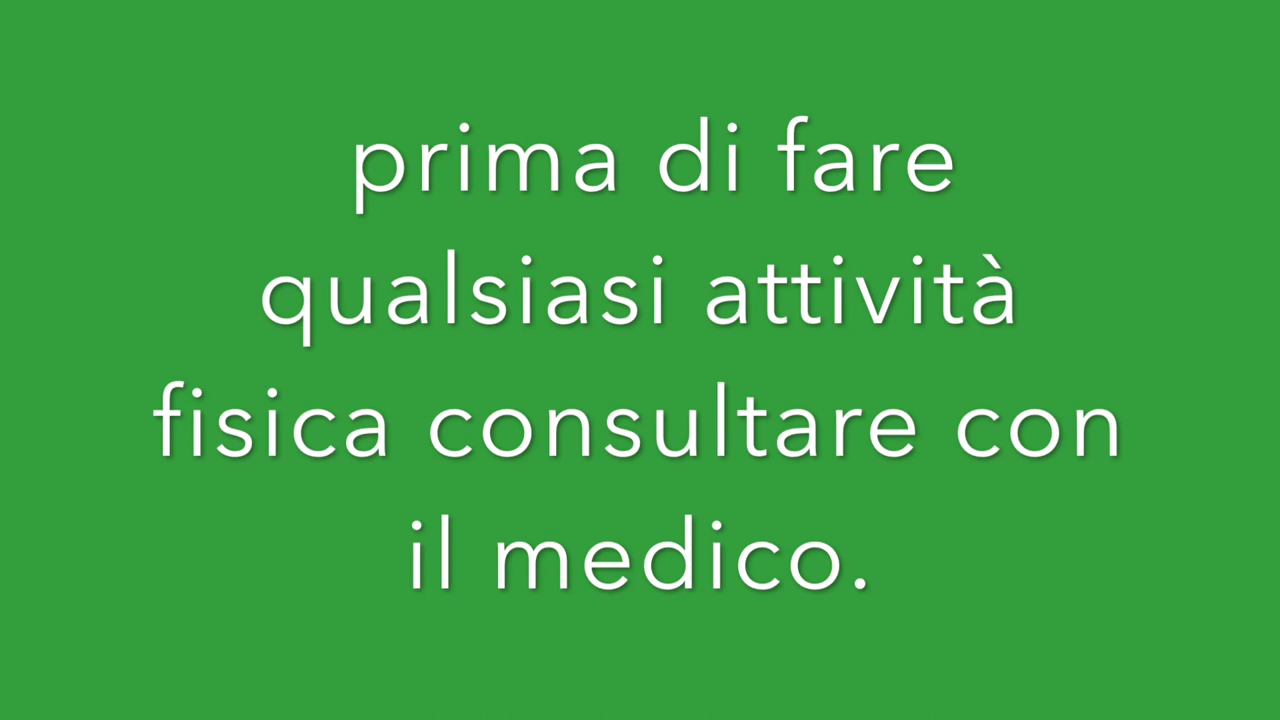 prima di fare
qualsiasi attività
fisica consultare con
il medico.